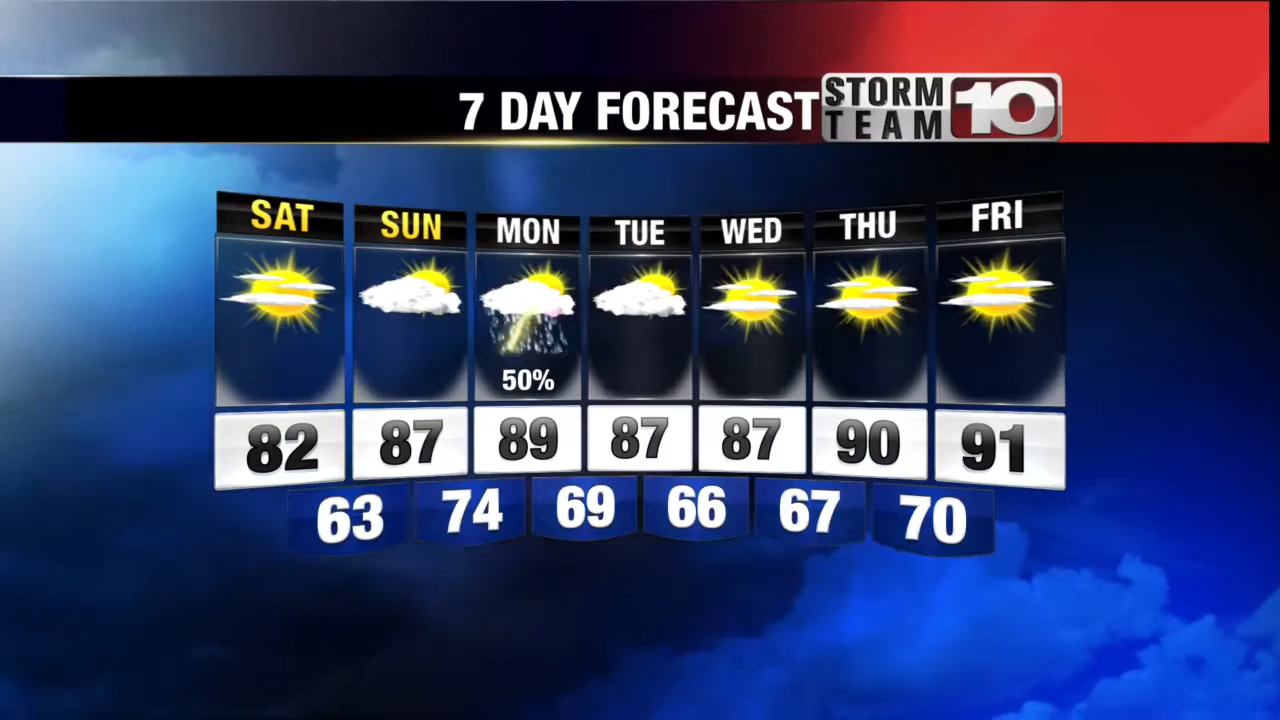 7 DAY FORECAST
STORM
TEAM
10
SAT SUN MON TUE WED THU FRI
50%
82 87 89 87 87 90 91
63 74 69 66 67 70